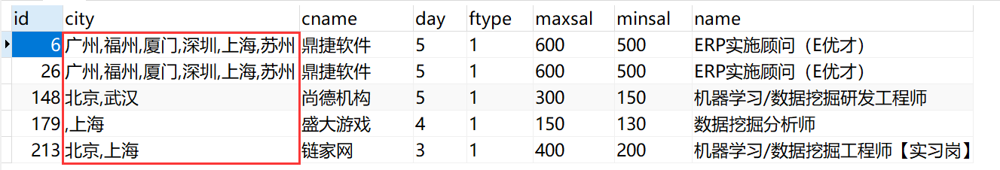 id city cname day ftype maxsal minsal name
6 广州,福州,厦门,深圳,上海,苏州 鼎捷软件 5 1 600 500 ERP实施顾问（E优才）
26 广州,福州,厦门,深圳,上海,苏州 鼎捷软件 5 1 600 500 ERP实施顾问（E优才）
148 北京,武汉 尚德机构 5 1 300 150 机器学习/数据挖掘研发工程师
179 ,上海 盛大游戏 4 1 150 130 数据挖掘分析师
213 北京,上海 链家网 3 1 400 200 机器学习/数据挖掘工程师【实习岗】